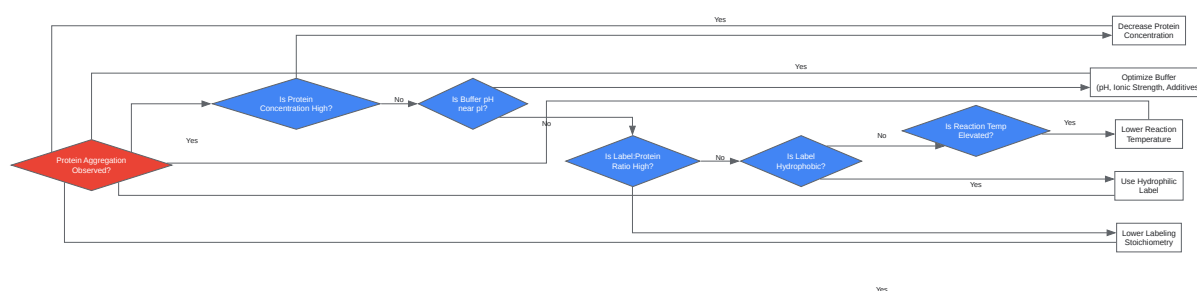 Yes
Decrease Protein
Concentration
Yes
Optimize Buffer
(pH, Ionic Strength, Additives
Is Protein
Concentration High?
No
Is Buffer pH
near pI?
No
Is Reaction Temp
Elevated?
Yes
Lower Reaction
Temperature
Yes
No
Protein Aggregation
Observed?
Is Label:Protein
Ratio High?
No
Is Label
Hydrophobic?
Yes
Use Hydrophilic
Label
Lower Labeling
Stoichiometry
Yes